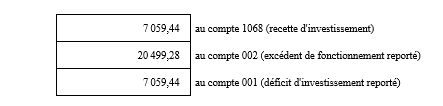 7 059,44 au compte 1068 (recette d'investissement)
20 499,28 au compte 002 (excédent de fonctionnement reporté)
7 059,44 au compte 001 (déficit d'investissement reporté)